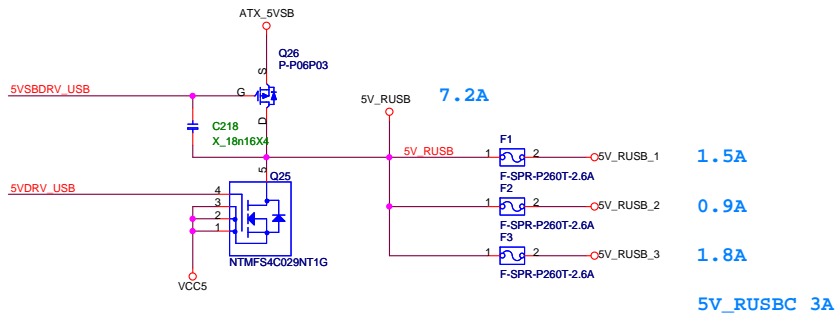 ATX_5VSB
Q26
P-P06P03
S
5VSBDRV_USB
G
D
5V_RUSB
7.2A
C218
X_18n16X4
5V_RUSB
F1
1
2
5V_RUSB_1
1.5A
F-SPR-P260T-2.6A
5
Q25
5VDRV_USB
4
3
2
1
NTMFS4C029NT1G
VCC5
F2
1
2
5V_RUSB_2
0.9A
F-SPR-P260T-2.6A
F3
1
2
5V_RUSB_3
1.8A
F-SPR-P260T-2.6A
5V_RUSBC 3A